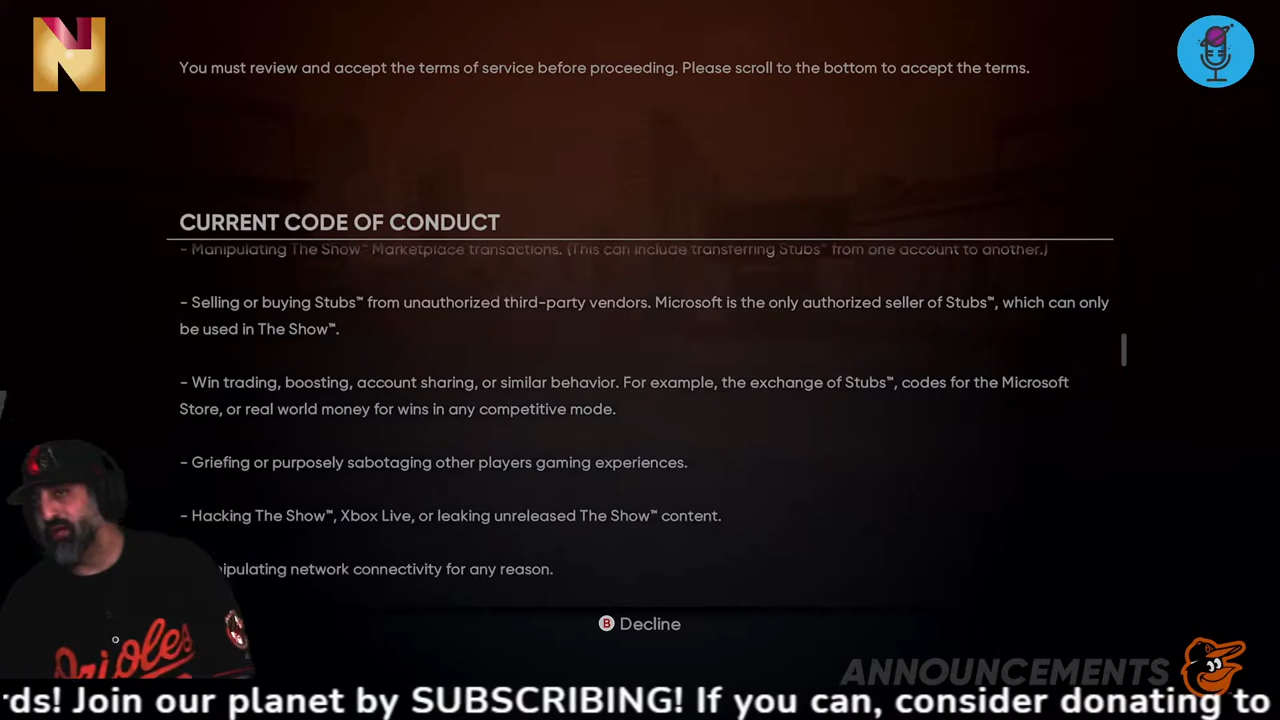 N
You must review and accept the terms of service before proceeding. Please scroll to the bottom to accept the terms.
CURRENT CODE OF CONDUCT
- Manipulating The Show™ Marketplace transactions. (This can include transferring Stubs™ from one account to another.)
- Selling or buying Stubs™ from unauthorized third-party vendors. Microsoft is the only authorized seller of Stubs™, which can only
be used in The Show™.
- Win trading, boosting, account sharing, or similar behavior. For example, the exchange of Stubs™, codes for the Microsoft
Store, or real world money for wins in any competitive mode.
- Griefing or purposely sabotaging other players gaming experiences.
- Hacking The Show™, Xbox Live, or leaking unreleased The Show™ content.
ipulating network connectivity for any reason.
B Decline
Orioles
ANNOUNCEMENTS
rds! Join our planet by SUBSCRIBING! If you can, consider donating to